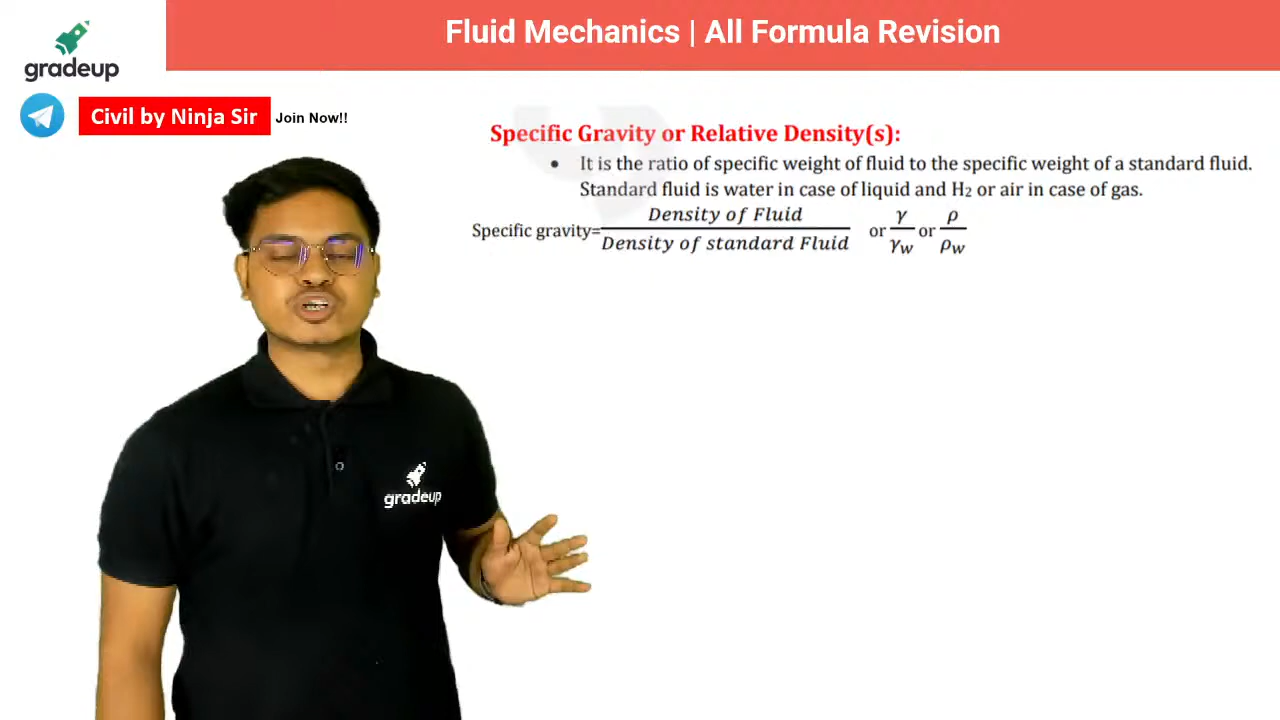 Fluid Mechanics | All Formula Revision
gradeup
Civil by Ninja Sir Join Now!!
Specific Gravity or Relative Density(s):
• It is the ratio of specific weight of fluid to the specific weight of a standard fluid.
Standard fluid is water in case of liquid and H₂ or air in case of gas.
Specific gravity= Density of Fluid / Density of standard Fluid or γ / γw or ρ / ρw
gradeup